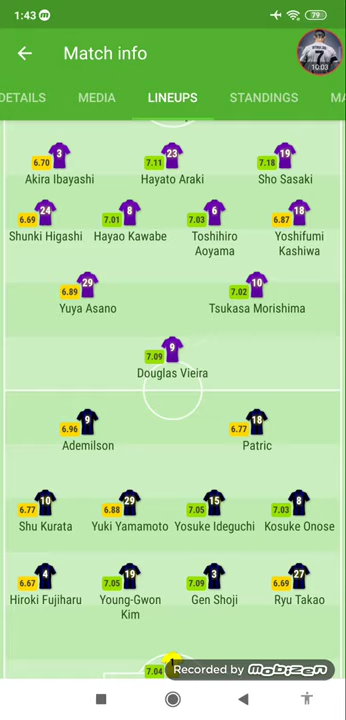 1:43
79
Match info
RONALDO
7
10:03
DETAILS
MEDIA
LINEUPS
STANDINGS
MA
3
6.70
Akira Ibayashi
23
7.11
Hayato Araki
19
7.18
Sho Sasaki
24
6.69
Shunki Higashi
8
7.01
Hayao Kawabe
6
7.03
Toshihiro
Aoyama
18
6.87
Yoshifumi
Kashiwa
29
6.89
Yuya Asano
10
7.02
Tsukasa Morishima
9
7.09
Douglas Vieira
9
6.96
Ademilson
18
6.77
Patric
10
6.77
Shu Kurata
29
6.88
Yuki Yamamoto
15
7.05
Yosuke Ideguchi
8
7.03
Kosuke Onose
4
6.67
Hiroki Fujiharu
19
7.05
Young-Gwon
Kim
3
7.09
Gen Shoji
27
6.69
Ryu Takao
1
7.04
Recorded by mobizen